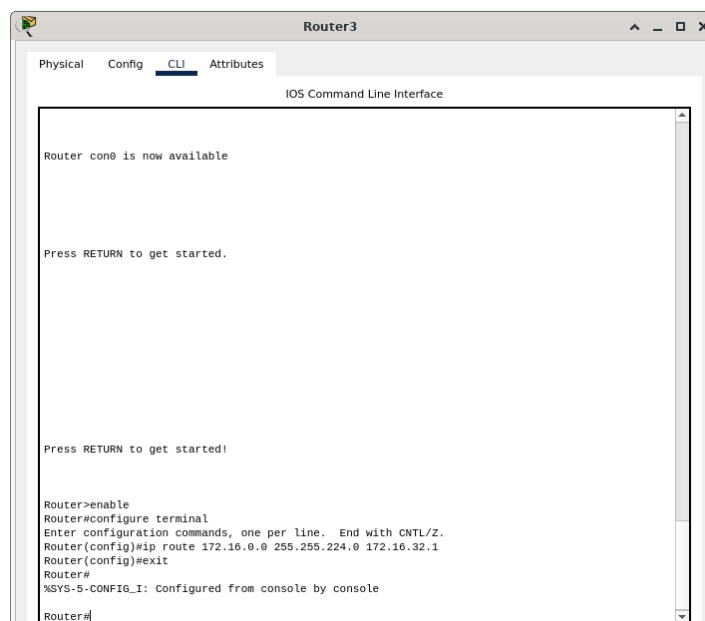 Router3
Physical Config CLI Attributes
IOS Command Line Interface
Router con0 is now available
Press RETURN to get started.
Press RETURN to get started!
Router>enable
Router#configure terminal
Enter configuration commands, one per line.  End with CNTL/Z.
Router(config)#ip route 172.16.0.0 255.255.224.0 172.16.32.1
Router(config)#exit
Router#
%SYS-5-CONFIG_I: Configured from console by console
Router#